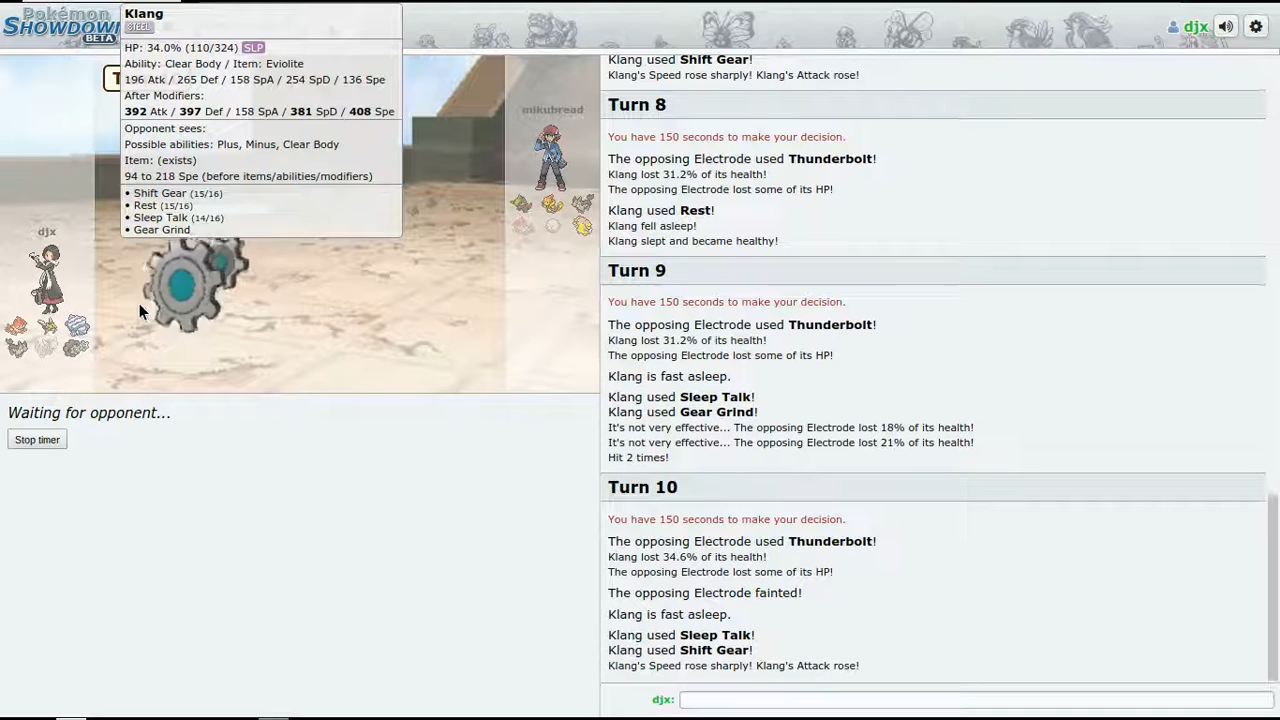 Pokémon
SHOWDOWN
BETA
Klang
STEEL
HP: 34.0% (110/324) SLP
Ability: Clear Body / Item: Eviolite
196 Atk / 265 Def / 158 SpA / 254 SpD / 136 Spe
After Modifiers:
392 Atk / 397 Def / 158 SpA / 381 SpD / 408 Spe
Opponent sees:
Possible abilities: Plus, Minus, Clear Body
Item: (exists)
94 to 218 Spe (before items/abilities/modifiers)
• Shift Gear (15/16)
• Rest (15/16)
• Sleep Talk (14/16)
• Gear Grind
T
mikubread
djx
Waiting for opponent...
Stop timer
djx
Klang used Shift Gear!
Klang's Speed rose sharply! Klang's Attack rose!
Turn 8
You have 150 seconds to make your decision.
The opposing Electrode used Thunderbolt!
Klang lost 31.2% of its health!
The opposing Electrode lost some of its HP!
Klang used Rest!
Klang fell asleep!
Klang slept and became healthy!
Turn 9
You have 150 seconds to make your decision.
The opposing Electrode used Thunderbolt!
Klang lost 31.2% of its health!
The opposing Electrode lost some of its HP!
Klang is fast asleep.
Klang used Sleep Talk!
Klang used Gear Grind!
It's not very effective... The opposing Electrode lost 18% of its health!
It's not very effective... The opposing Electrode lost 21% of its health!
Hit 2 times!
Turn 10
You have 150 seconds to make your decision.
The opposing Electrode used Thunderbolt!
Klang lost 34.6% of its health!
The opposing Electrode lost some of its HP!
The opposing Electrode fainted!
Klang is fast asleep.
Klang used Sleep Talk!
Klang used Shift Gear!
Klang's Speed rose sharply! Klang's Attack rose!
djx: